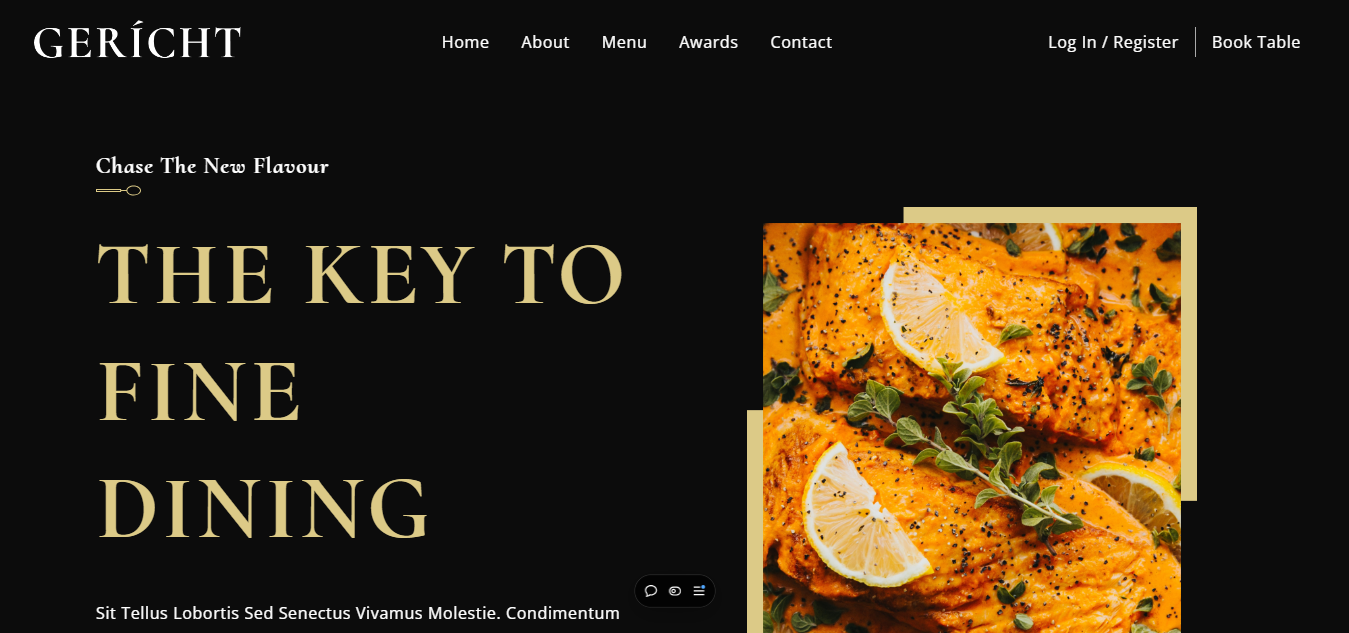 GERÍCHT
Home About Menu Awards Contact
Log In / Register Book Table
Chase The New Flavour
THE KEY TO
FINE
DINING
Sit Tellus Lobortis Sed Senectus Vivamus Molestie. Condimentum